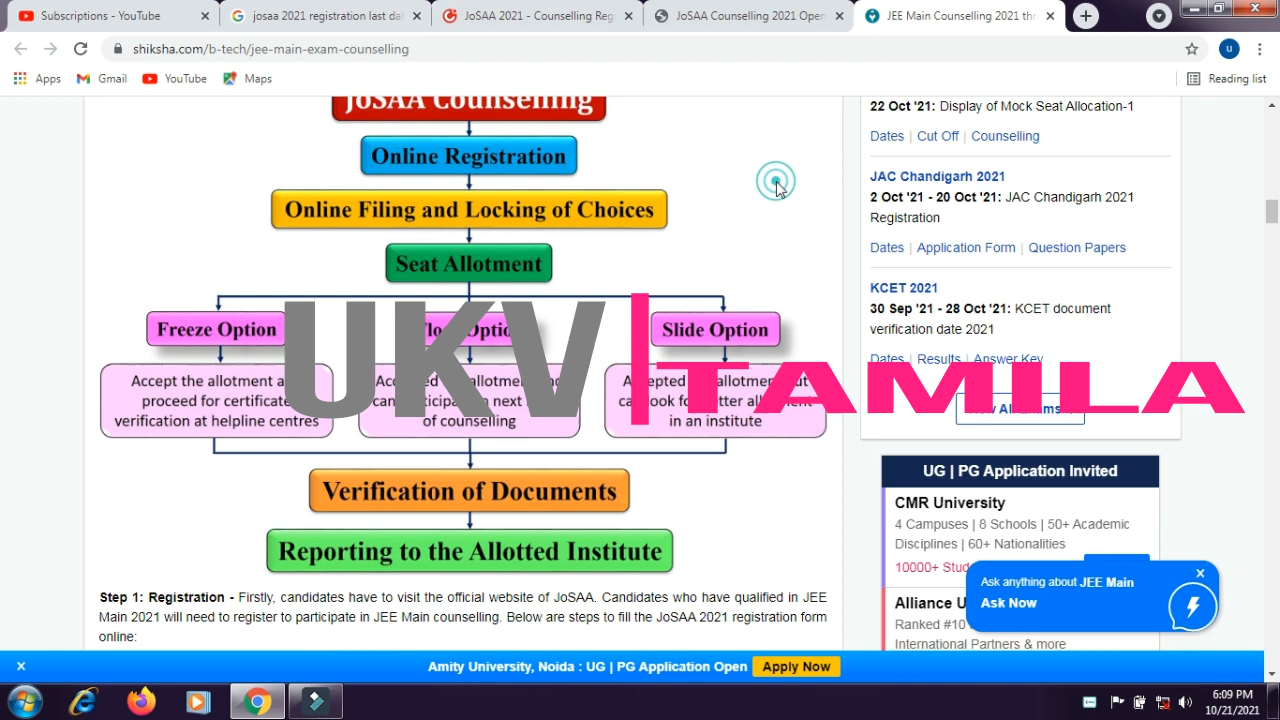 Subscriptions - YouTube
josaa 2021 registration last dat
JoSAA 2021 - Counselling Reg
JoSAA Counselling 2021 Open
JEE Main Counselling 2021 thr
shiksha.com/b-tech/jee-main-exam-counselling
u
Apps
Gmail
YouTube
Maps
Reading list
JoSAA Counselling
Online Registration
Online Filing and Locking of Choices
Seat Allotment
Freeze Option
Slide Option
Accept the allotment
proceed for certificate
verification at helpline centres
of counselling
in an institute
Verification of Documents
Reporting to the Allotted Institute
UKV
TAMILA
Step 1: Registration - Firstly, candidates have to visit the official website of JoSAA. Candidates who have qualified in JEE
Main 2021 will need to register to participate in JEE Main counselling. Below are steps to fill the JoSAA 2021 registration form
online:
22 Oct '21: Display of Mock Seat Allocation-1
Dates | Cut Off | Counselling
JAC Chandigarh 2021
2 Oct '21 - 20 Oct '21: JAC Chandigarh 2021
Registration
Dates | Application Form | Question Papers
KCET 2021
30 Sep '21 - 28 Oct '21: KCET document
verification date 2021
Dates | Results | Answer Key
UG | PG Application Invited
CMR University
4 Campuses | 8 Schools | 50+ Academic
Disciplines | 60+ Nationalities
10000+
Alliance
Ranked
International Partners & more
Ask anything about JEE Main
Ask Now
Amity University, Noida : UG | PG Application Open
Apply Now
6:09 PM
10/21/2021